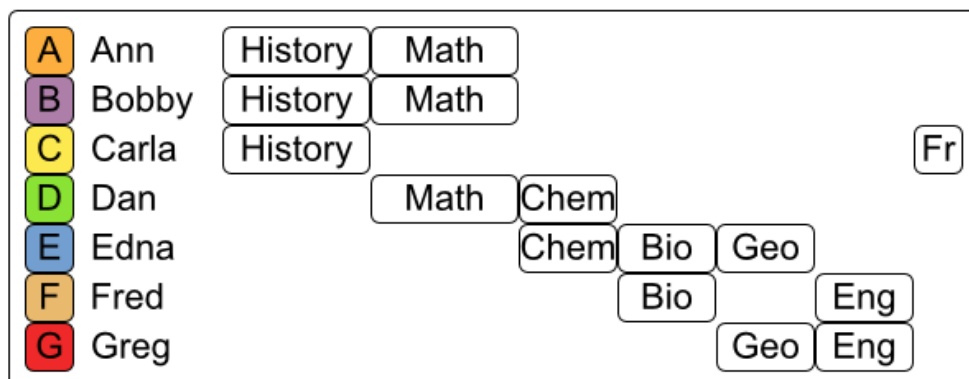 A Ann History Math
B Bobby History Math
C Carla History Fr
D Dan Math Chem
E Edna Chem Bio Geo
F Fred Bio Eng
G Greg Geo Eng